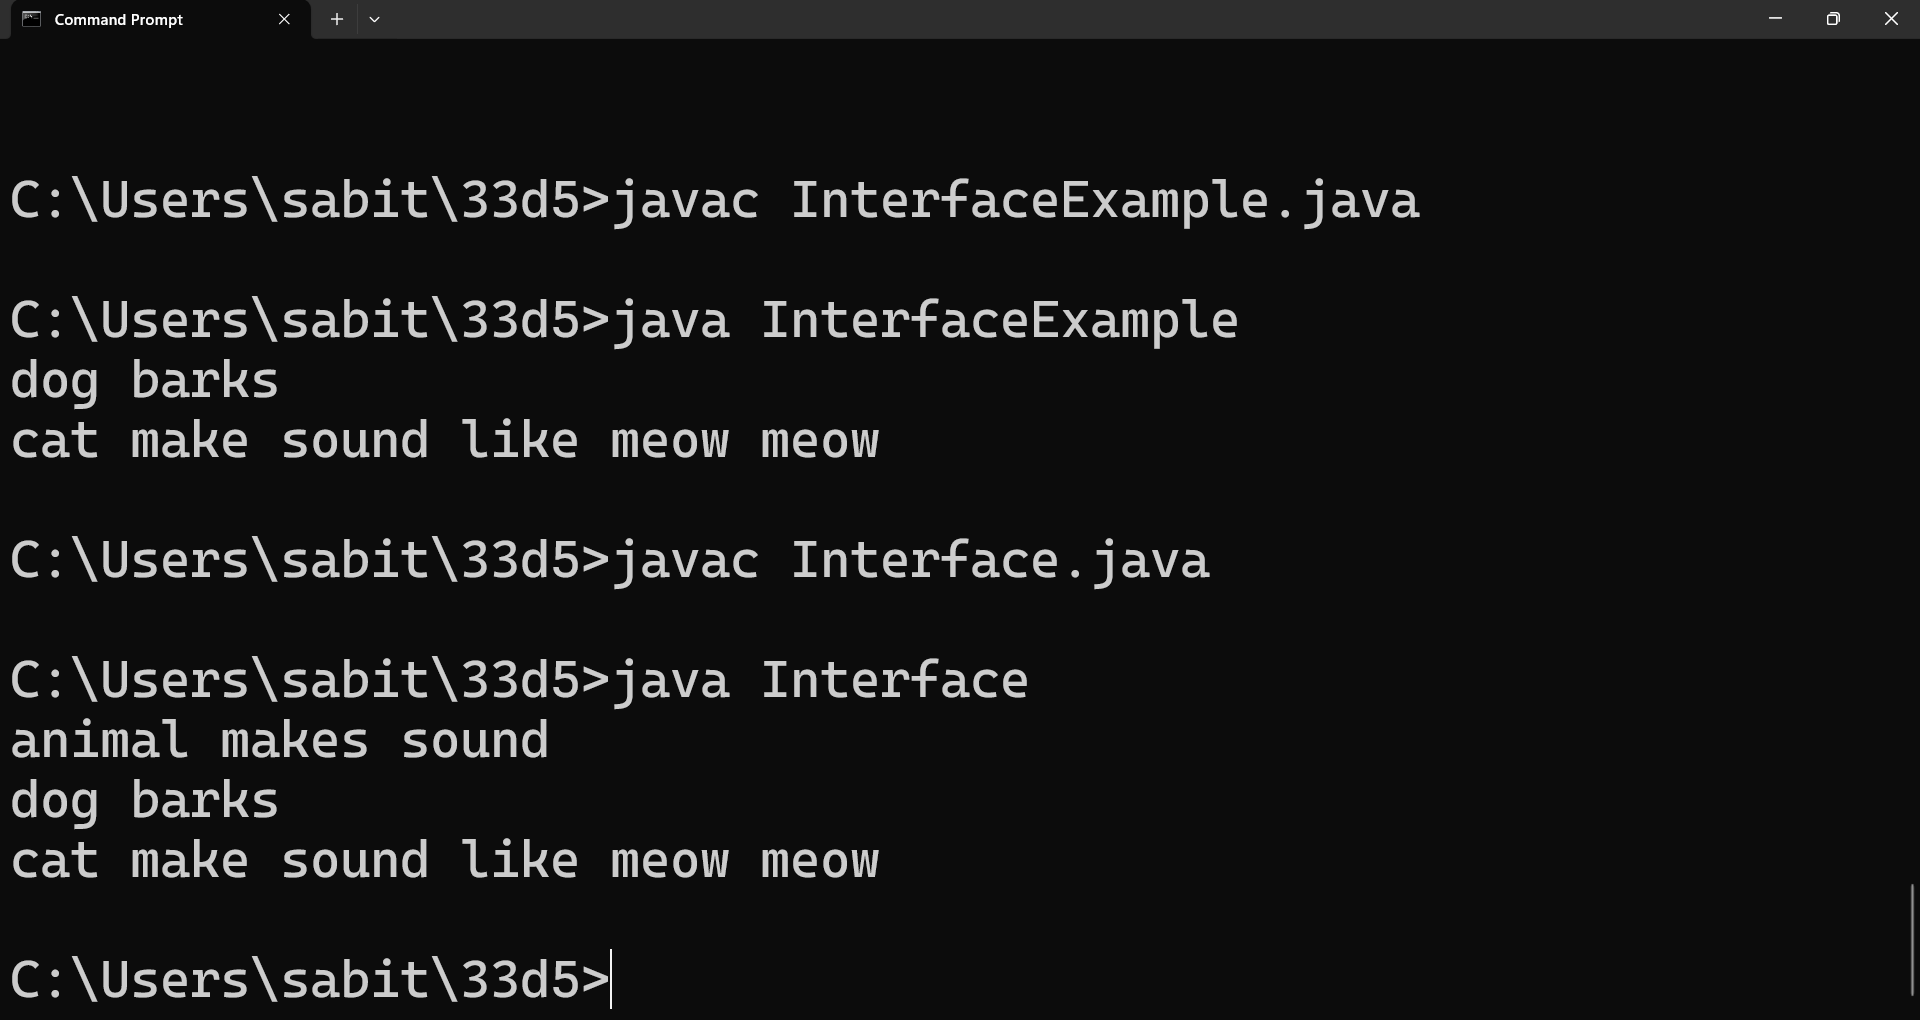 Command Prompt
C:\Users\sabit\33d5>javac InterfaceExample.java
C:\Users\sabit\33d5>java InterfaceExample
dog barks
cat make sound like meow meow
C:\Users\sabit\33d5>javac Interface.java
C:\Users\sabit\33d5>java Interface
animal makes sound
dog barks
cat make sound like meow meow
C:\Users\sabit\33d5>